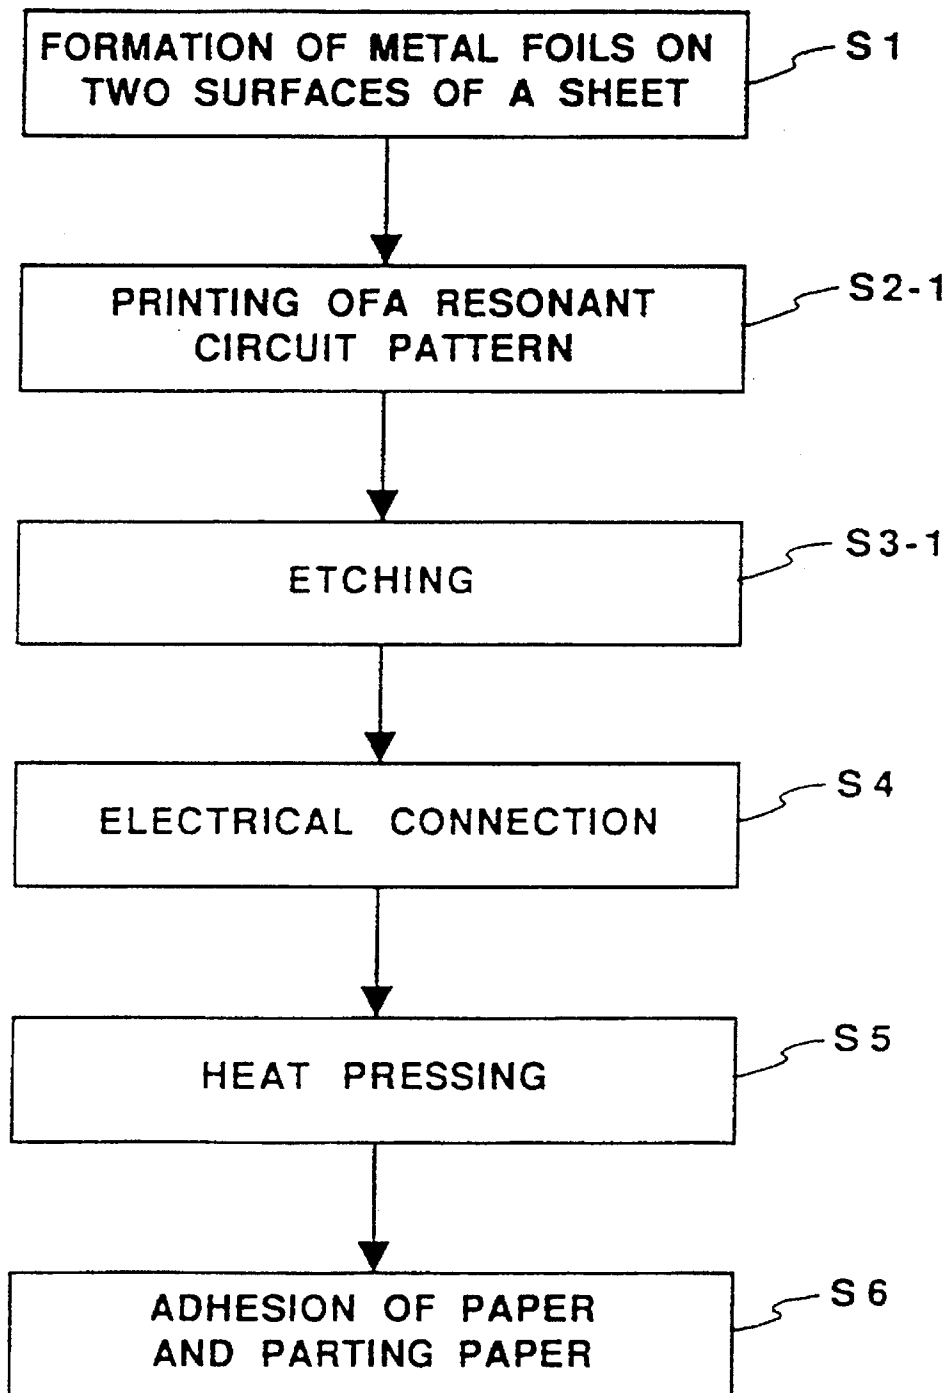 FORMATION OF METAL FOILS ON
TWO SURFACES OF A SHEET
S1
PRINTING OFA RESONANT
CIRCUIT PATTERN
S2-1
ETCHING
S3-1
ELECTRICAL CONNECTION
S4
HEAT PRESSING
S5
ADHESION OF PAPER
AND PARTING PAPER
S6